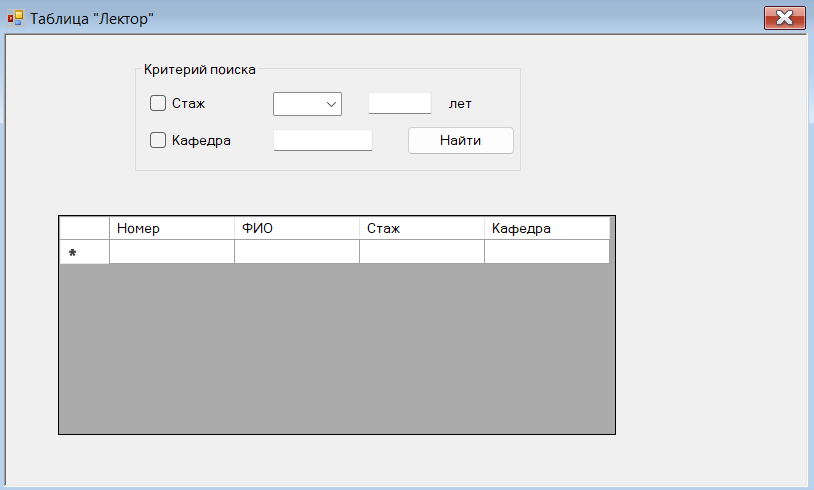 Таблица "Лектор"
Критерий поиска
Стаж лет
Кафедра Найти
Номер ФИО Стаж Кафедра
*